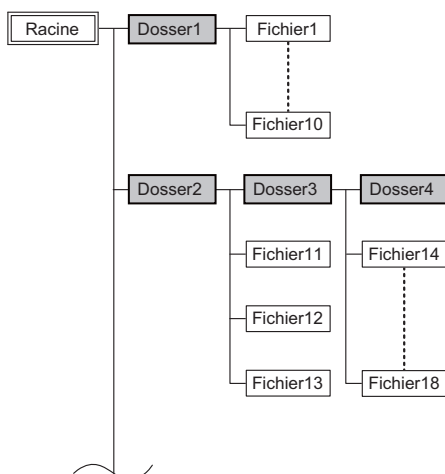 Racine
Dosser1
Fichier1
Fichier10
Dosser2
Dosser3
Dosser4
Fichier11
Fichier14
Fichier12
Fichier13
Fichier18